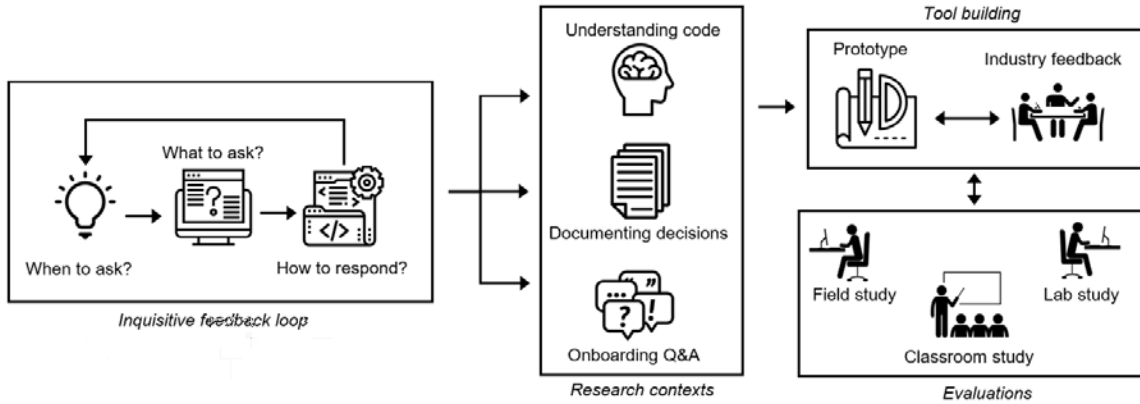 What to ask?
When to ask?
How to respond?
Inquisitive feedback loop
Understanding code
Documenting decisions
Onboarding Q&A
Research contexts
Tool building
Prototype
Industry feedback
Field study
Lab study
Classroom study
Evaluations